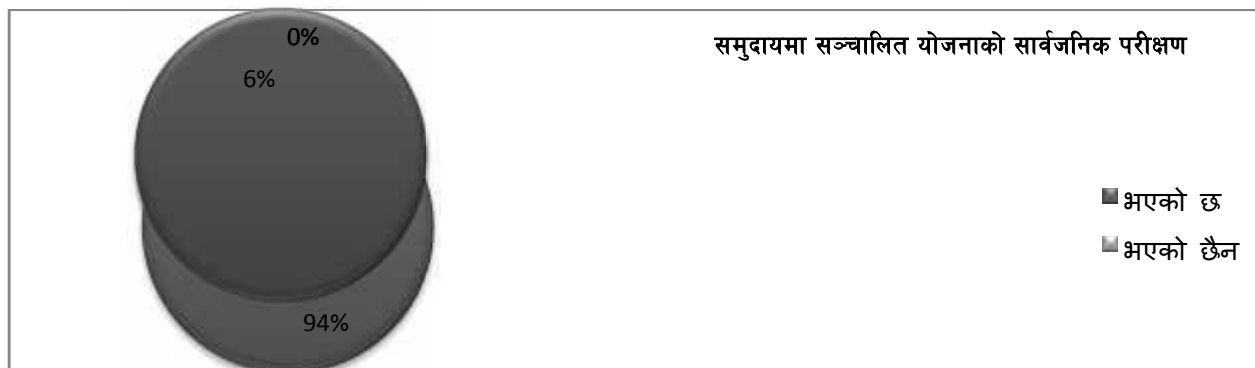 समुदायमा सञ्चालित योजनाको सार्वजनिक परीक्षण
0%
6%
94%
भएको छ
भएको छैन